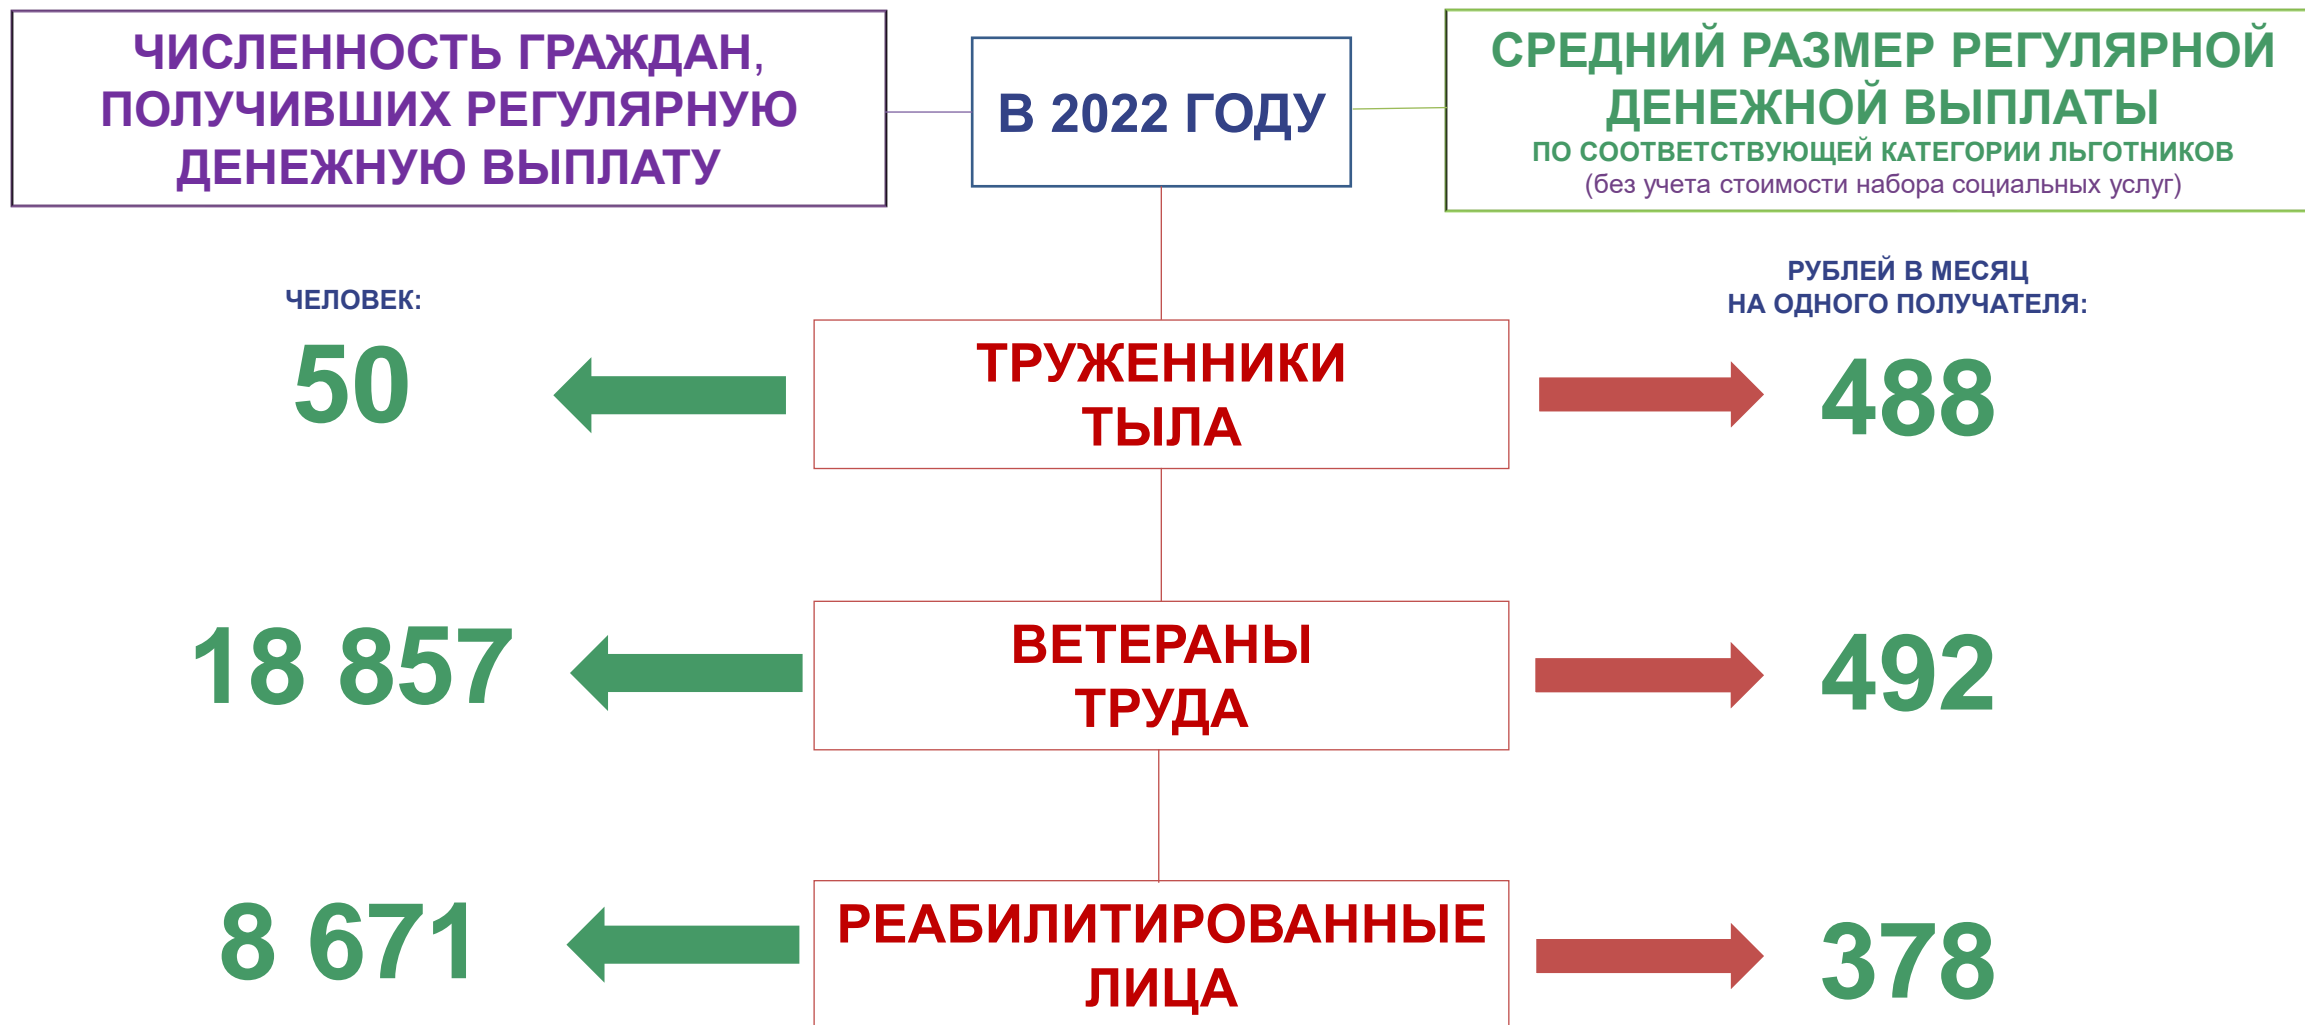 ЧИСЛЕННОСТЬ ГРАЖДАН,
ПОЛУЧИВШИХ РЕГУЛЯРНУЮ
ДЕНЕЖНУЮ ВЫПЛАТУ
В 2022 ГОДУ
СРЕДНИЙ РАЗМЕР РЕГУЛЯРНОЙ
ДЕНЕЖНОЙ ВЫПЛАТЫ
ПО СООТВЕТСТВУЮЩЕЙ КАТЕГОРИИ ЛЬГОТНИКОВ
(без учета стоимости набора социальных услуг)
ЧЕЛОВЕК:
РУБЛЕЙ В МЕСЯЦ
НА ОДНОГО ПОЛУЧАТЕЛЯ:
50
ТРУЖЕННИКИ
ТЫЛА
488
18 857
ВЕТЕРАНЫ
ТРУДА
492
8 671
РЕАБИЛИТИРОВАННЫЕ
ЛИЦА
378